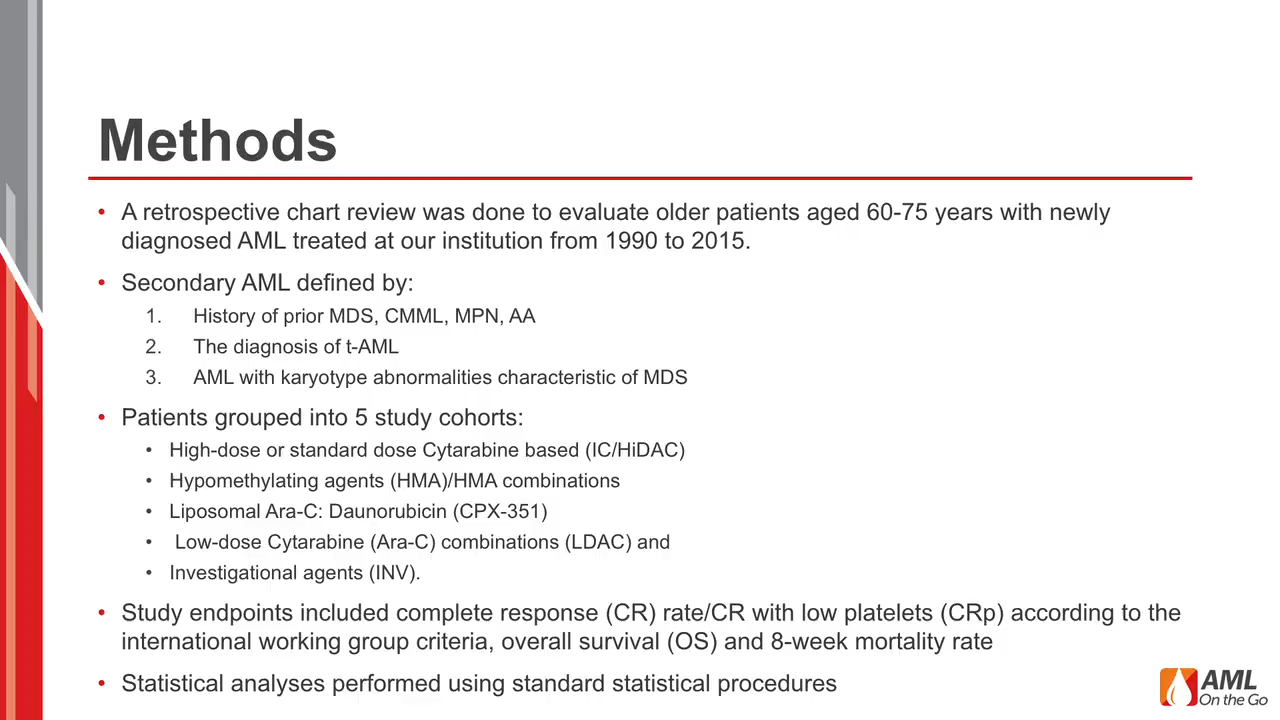 Methods
• A retrospective chart review was done to evaluate older patients aged 60-75 years with newly
diagnosed AML treated at our institution from 1990 to 2015.
• Secondary AML defined by:
1. History of prior MDS, CMML, MPN, AA
2. The diagnosis of t-AML
3. AML with karyotype abnormalities characteristic of MDS
• Patients grouped into 5 study cohorts:
• High-dose or standard dose Cytarabine based (IC/HiDAC)
• Hypomethylating agents (HMA)/HMA combinations
• Liposomal Ara-C: Daunorubicin (CPX-351)
• Low-dose Cytarabine (Ara-C) combinations (LDAC) and
• Investigational agents (INV).
• Study endpoints included complete response (CR) rate/CR with low platelets (CRp) according to the
international working group criteria, overall survival (OS) and 8-week mortality rate
• Statistical analyses performed using standard statistical procedures
AML
On the Go